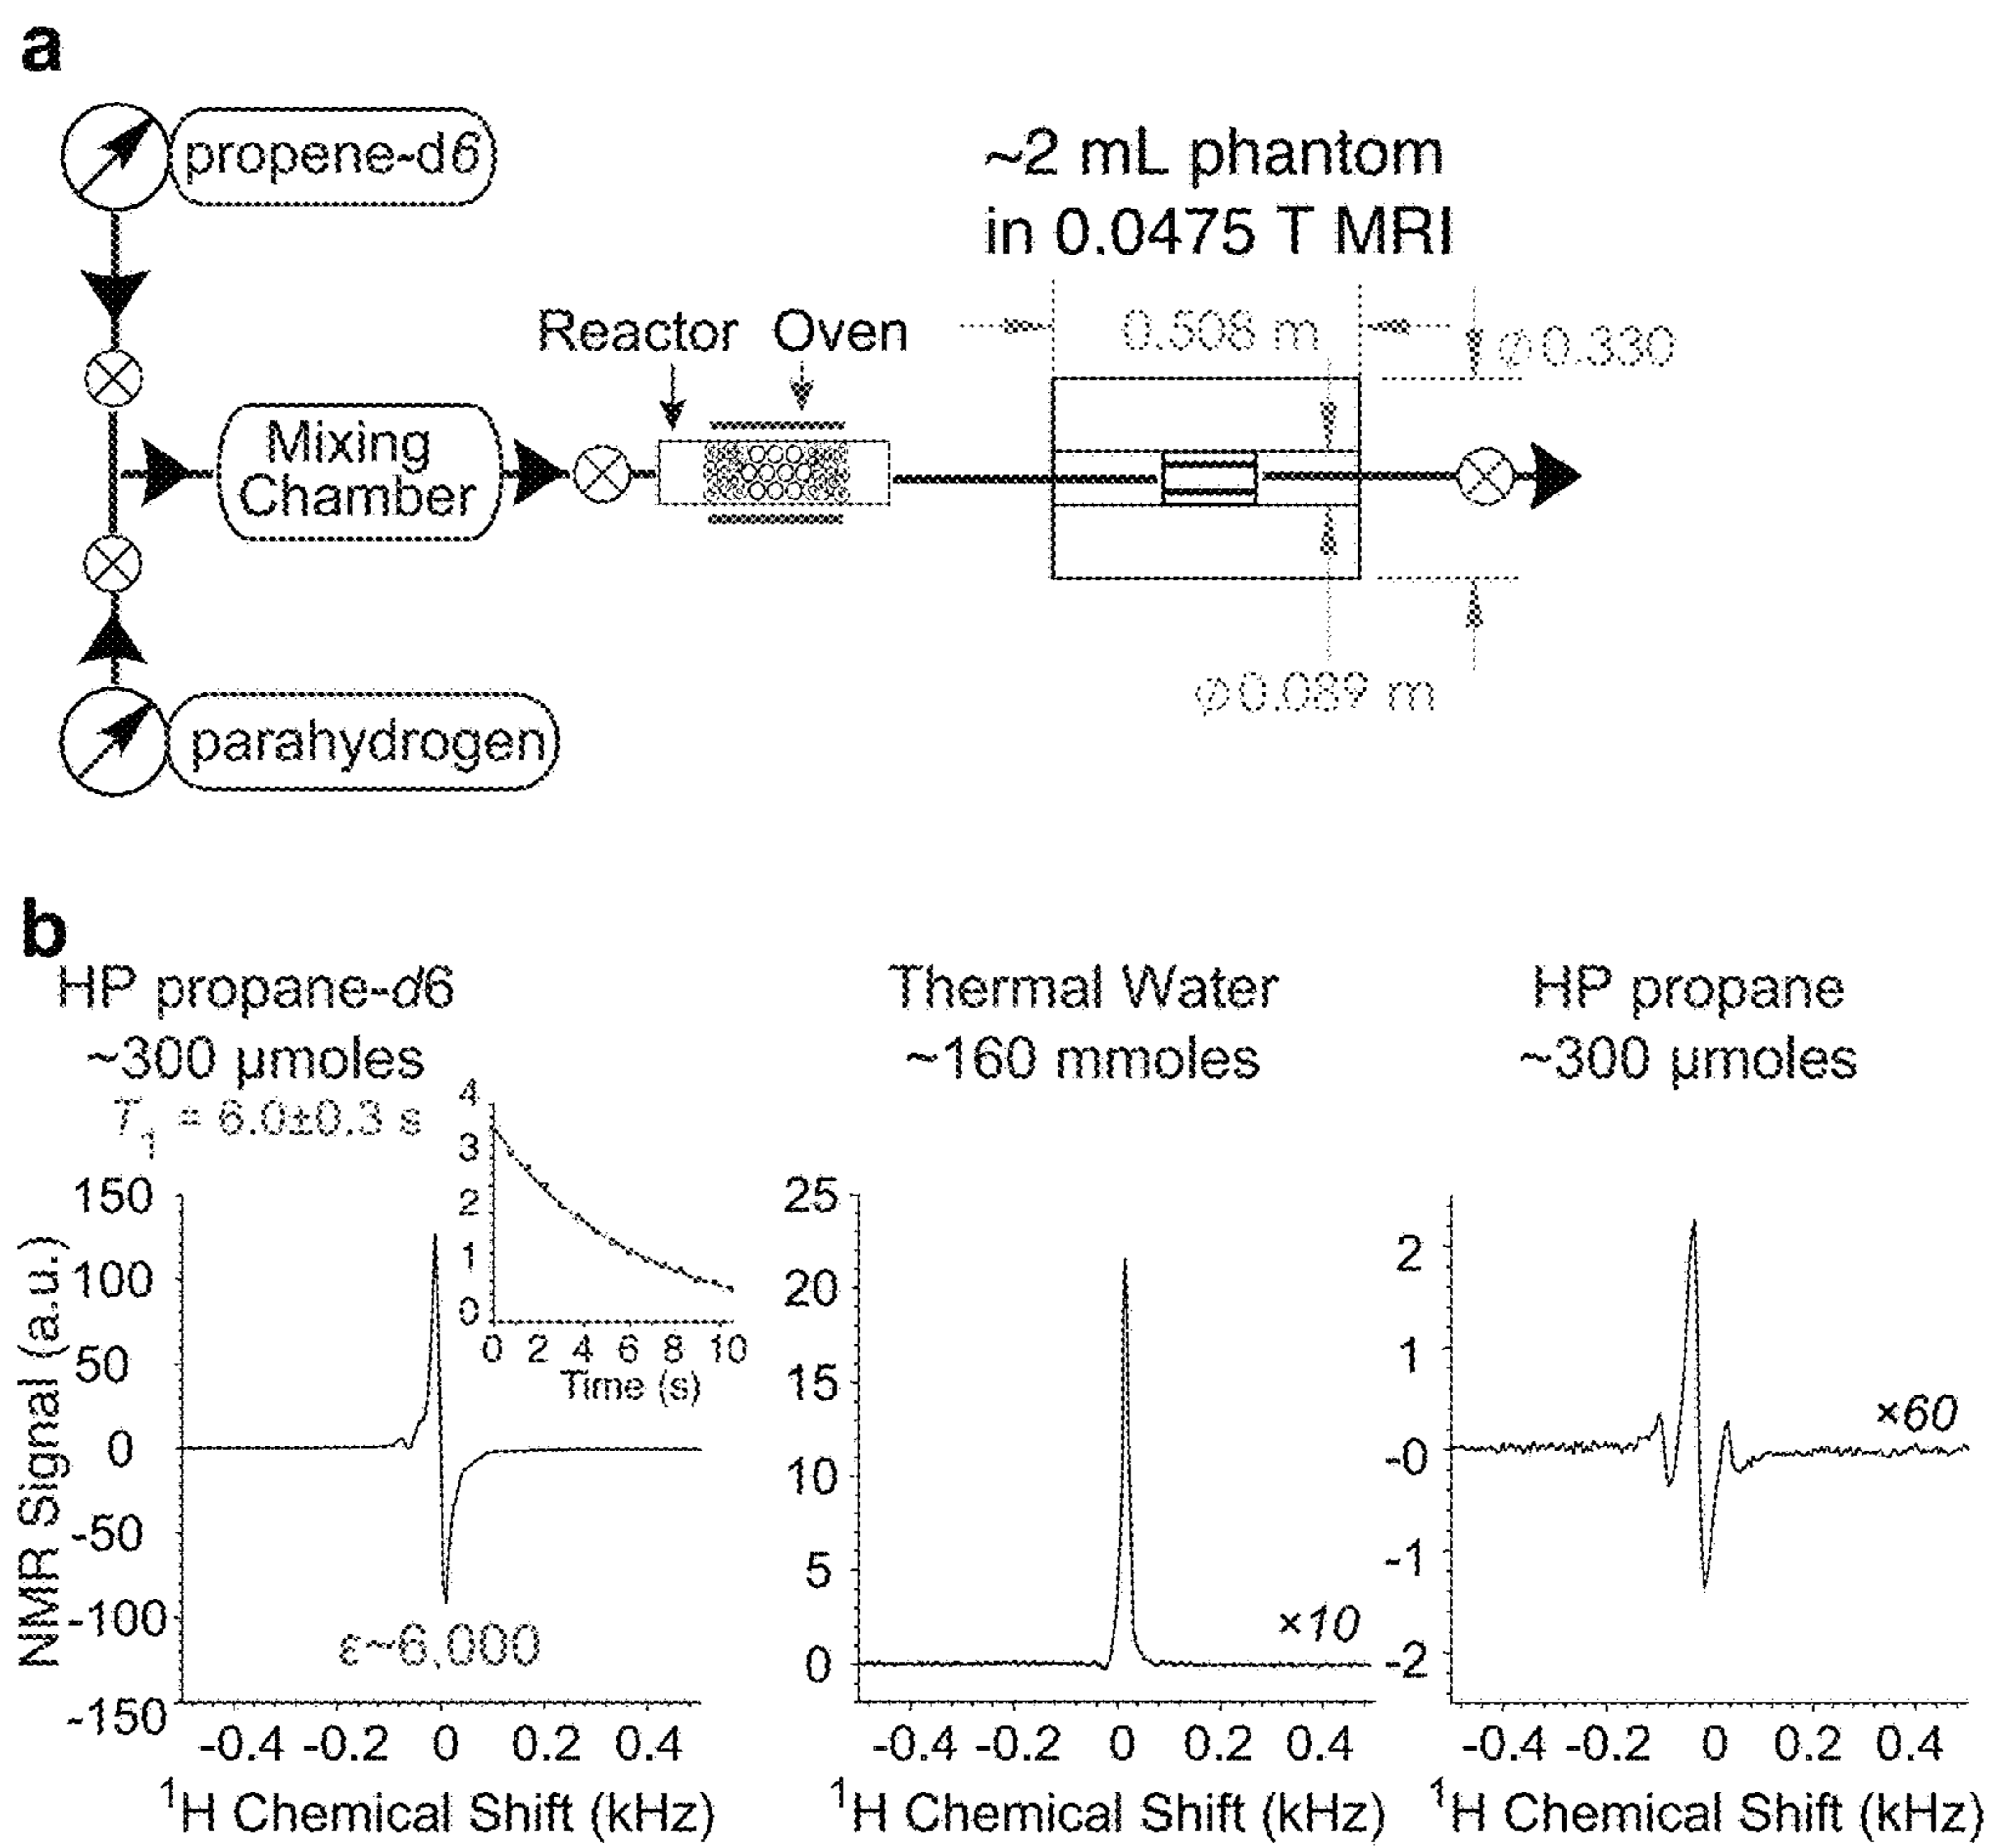 a
propene-d6
~2 mL phantom
in 0.0475 T MRI
Reactor Oven
0.508 m
⌀0.330
Mixing
Chamber
⌀0.089 m
parahydrogen
b
HP propane-d6
~300 µmoles
T1 = 6.0±0.3 s
4
3
2
1
0
0 2 4 6 8 10
Time (s)
NMR Signal (a.u.)
150
100
50
0
-50
-100
-150
ε~6,000
-0.4 -0.2 0 0.2 0.4
1H Chemical Shift (kHz)
Thermal Water
~160 mmoles
25
20
15
10
5
0
×10
-0.4 -0.2 0 0.2 0.4
1H Chemical Shift (kHz)
HP propane
~300 µmoles
2
1
-0
-1
-2
×60
-0.4 -0.2 0 0.2 0.4
1H Chemical Shift (kHz)